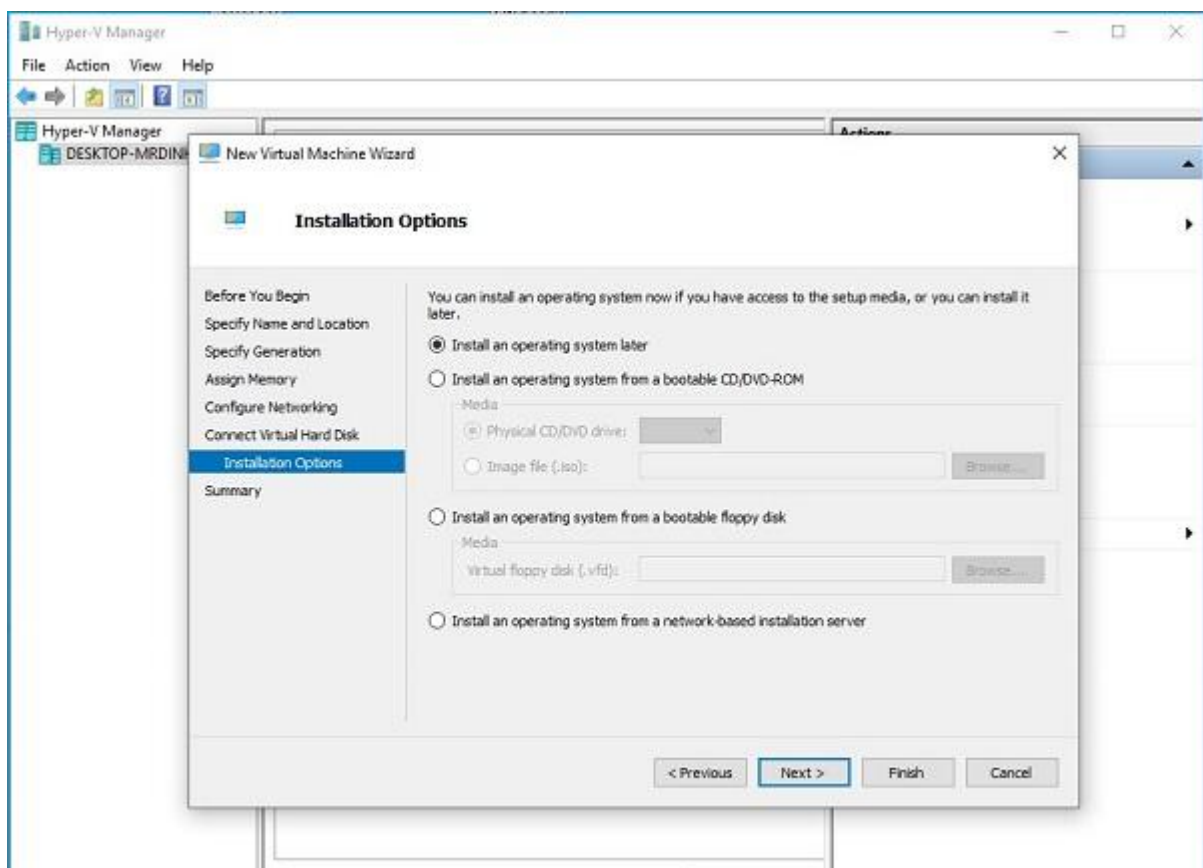 Hyper-V Manager
File Action View Help
Hyper-V Manager
Actions
DESKTOP-MRDIN
New Virtual Machine Wizard
Installation Options
Before You Begin
Specify Name and Location
Specify Generation
Assign Memory
Configure Networking
Connect Virtual Hard Disk
Installation Options
Summary
You can install an operating system now if you have access to the setup media, or you can install it
later.
Install an operating system later
Install an operating system from a bootable CD/DVD-ROM
Media
Physical CD/DVD drive:
Image file (.iso):
Browse...
Install an operating system from a bootable floppy disk
Media
Virtual floppy disk (.vfd):
Browse...
Install an operating system from a network-based installation server
< Previous
Next >
Finish
Cancel